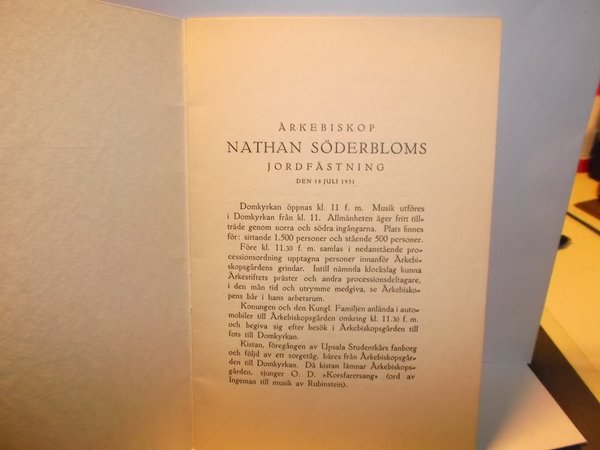 ÄRKEBISKOP
NATHAN SÖDERBLOMS
JORDFÄSTNING
DEN 18 JULI 1931
Domkyrkan öppnas kl. 11 f. m. Musik utföres
i Domkyrkan från kl. 11. Allmänheten äger fritt till-
träde genom norra och södra ingångarna. Plats finnes
för: sittande 1.500 personer och stående 500 personer.
Före kl. 11.30 f. m. samlas i nedanstående pro-
cessionsordning upptagna personer innanför Ärkebi-
skopsgårdens grindar. Intill nämnda klockslag kunna
Ärkestiftets präster och andra processionsdeltagare,
i den mån tid och utrymme medgiva, se Ärkebisko-
pens bår i hans arbetsrum.
Konungen och den Kungl. Familjen anlända i auto-
mobiler till Ärkebiskopsgården omkring kl. 11.30 f. m.
och begiva sig efter besök i Ärkebiskopsgården till
fots till Domkyrkan.
Kistan, föregången av Upsala Studentkårs fanborg
och följd av ett sorgetåg, bäres från Ärkebiskopsgår-
den till Domkyrkan. Då kistan lämnar Ärkebiskops-
gården, sjunger O. D. »Korsfarersang» (ord av
Ingeman till musik av Rubinstein).